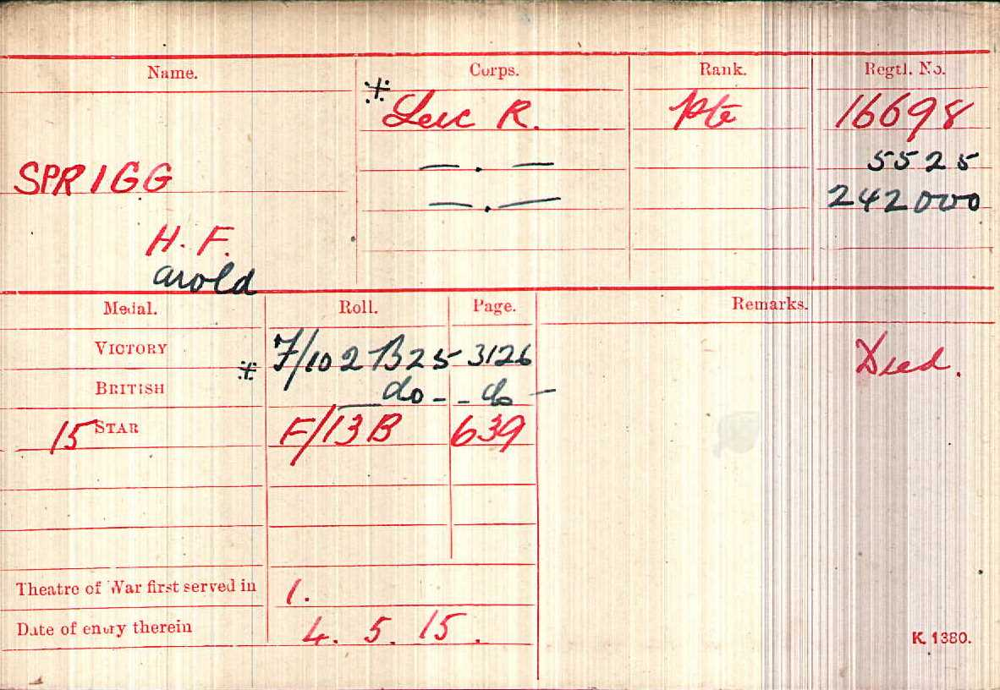 Name. Corps. Rank. Regtl. No.
* Leic R. Pte 16698
SPRIGG —.— 5525
—.— 242000
H. F.
arold
Medal. Roll. Page. Remarks.
VICTORY * F/102 B25 3126 Died.
BRITISH —do— —do—
15 STAR F/13B 639
Theatre of War first served in 1.
Date of entry therein 4. 5. 15.
K. 1380.